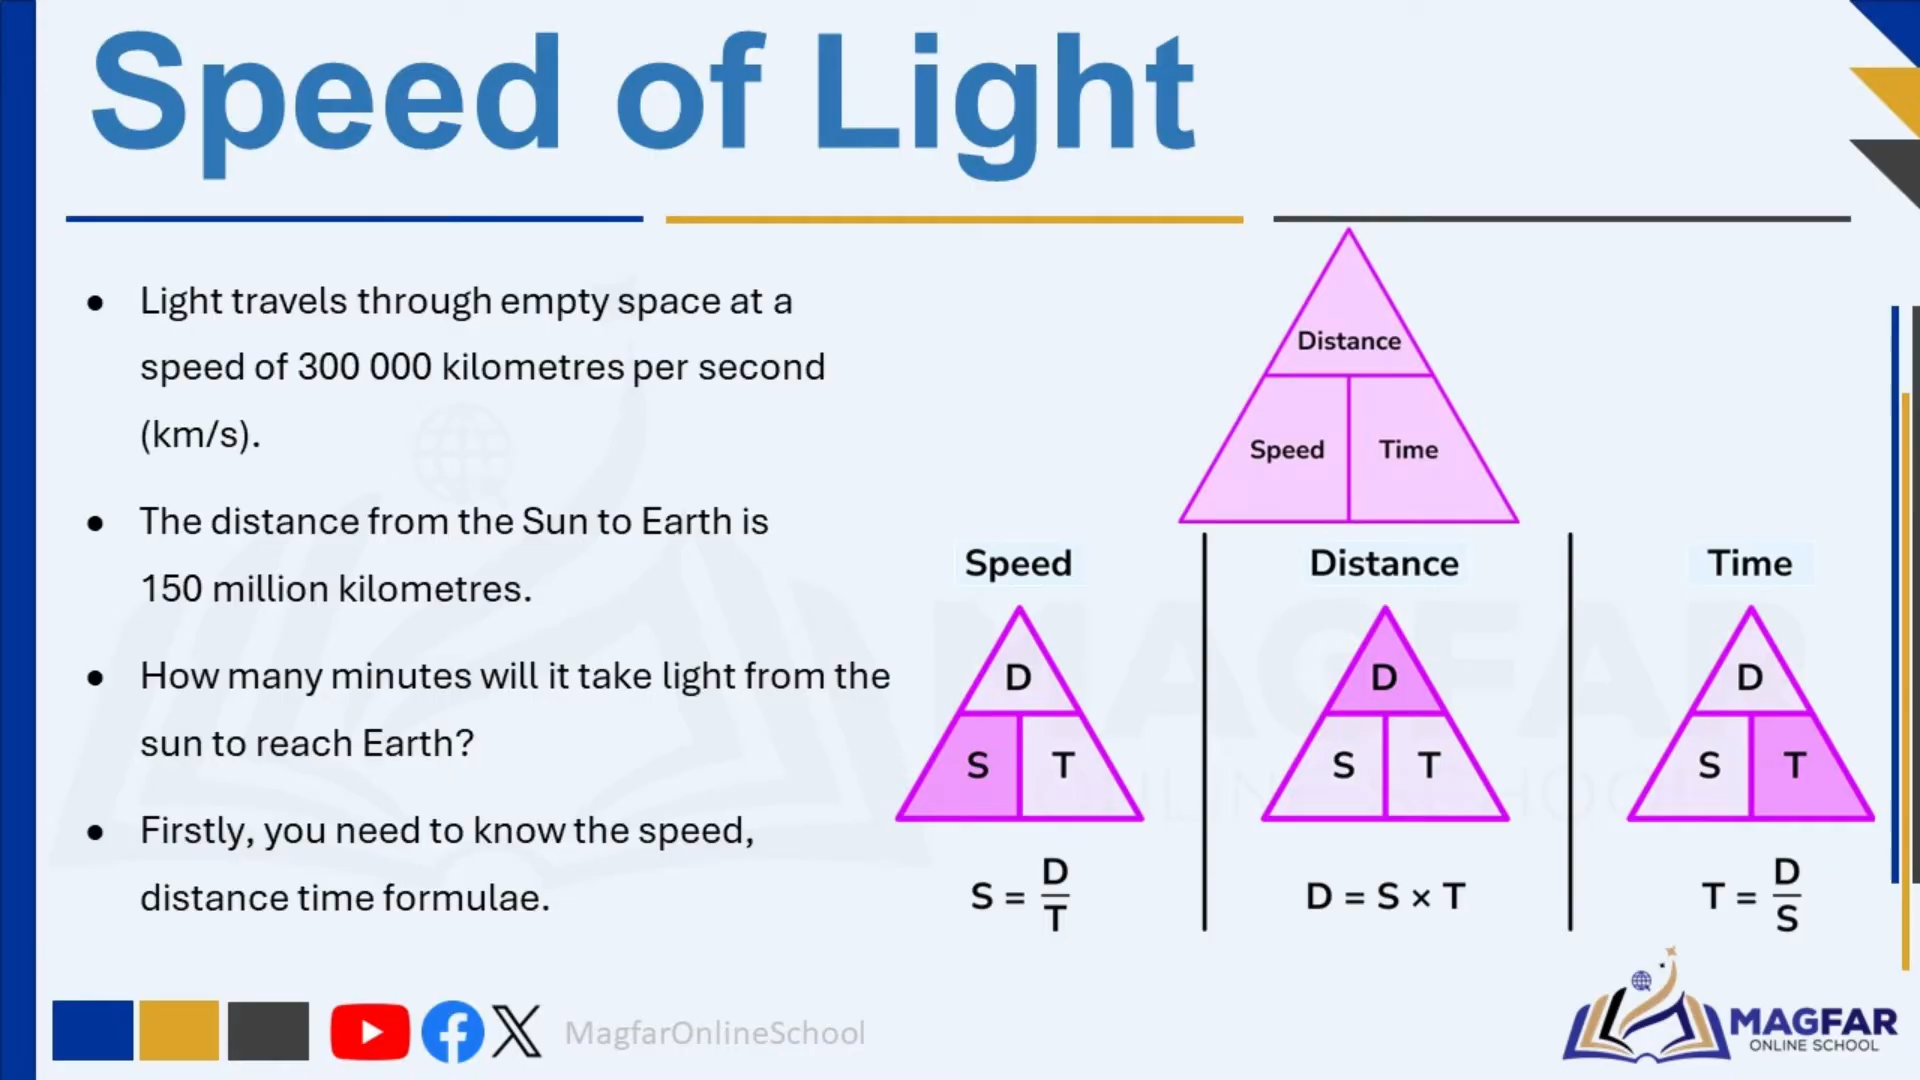 Speed of Light
● Light travels through empty space at a
speed of 300 000 kilometres per second
(km/s).
● The distance from the Sun to Earth is
150 million kilometres.
● How many minutes will it take light from the
sun to reach Earth?
● Firstly, you need to know the speed,
distance time formulae.
Distance
Speed Time
Speed
D
S T
S = D/T
Distance
D
S T
D = S × T
Time
D
S T
T = D/S
MAGFAR
ONLINE SCHOOL
MagfarOnlineSchool
MAGFAR
ONLINE SCHOOL